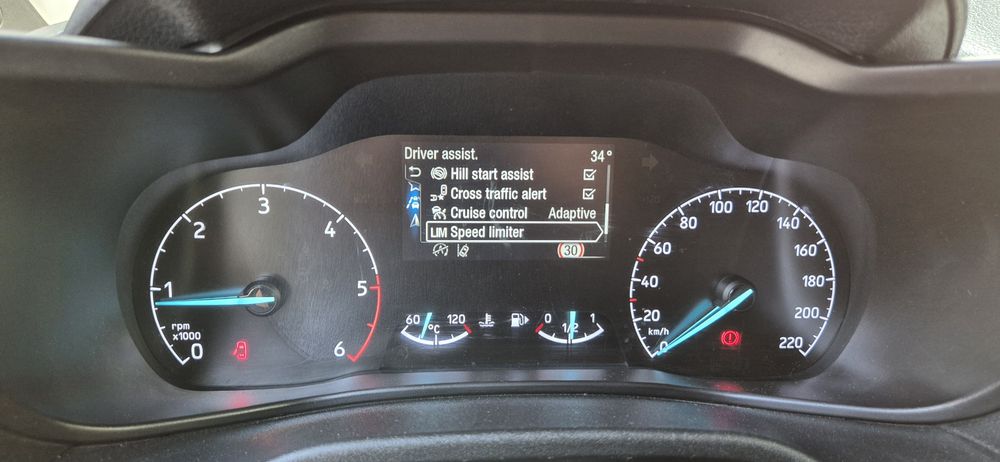 Driver assist. 34°
Hill start assist
Cross traffic alert
Cruise control Adaptive
LIM Speed limiter
30
0
1
2
3
4
5
6
rpm
x1000
60 °C 120
0 1/2 1
0
20
40
60
80
100
120
140
160
180
200
220
km/h